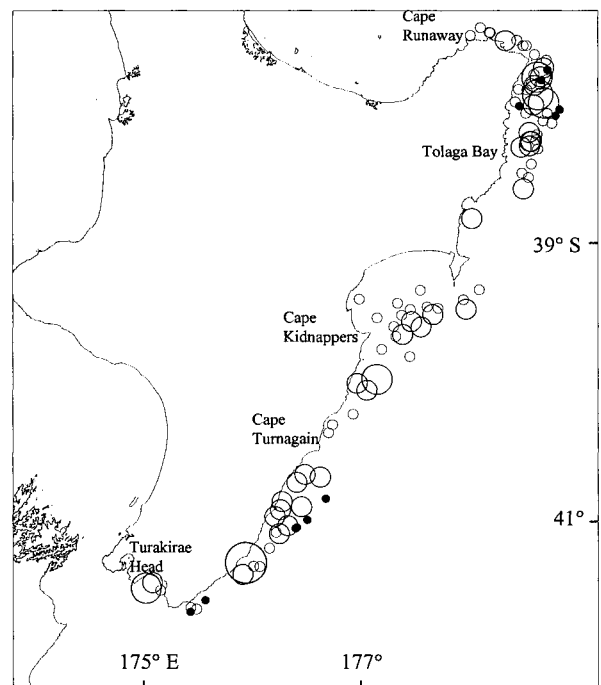 Cape
Runaway
Tolaga Bay
39° S
Cape
Kidnappers
Cape
Turnagain
41°
Turakirae
Head
175° E
177°